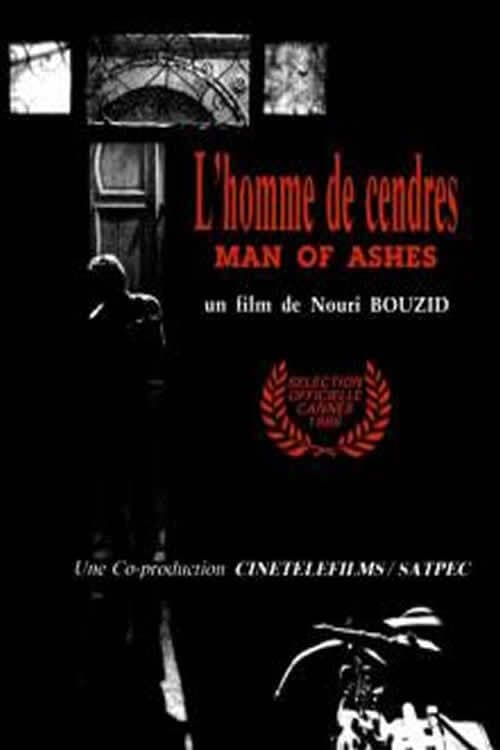 L'homme de cendres
MAN OF ASHES
un film de Nouri BOUZID
SELECTION
OFFICIELLE
CANNES
1986
Une Co-production CINETELEFILMS / SATPEC